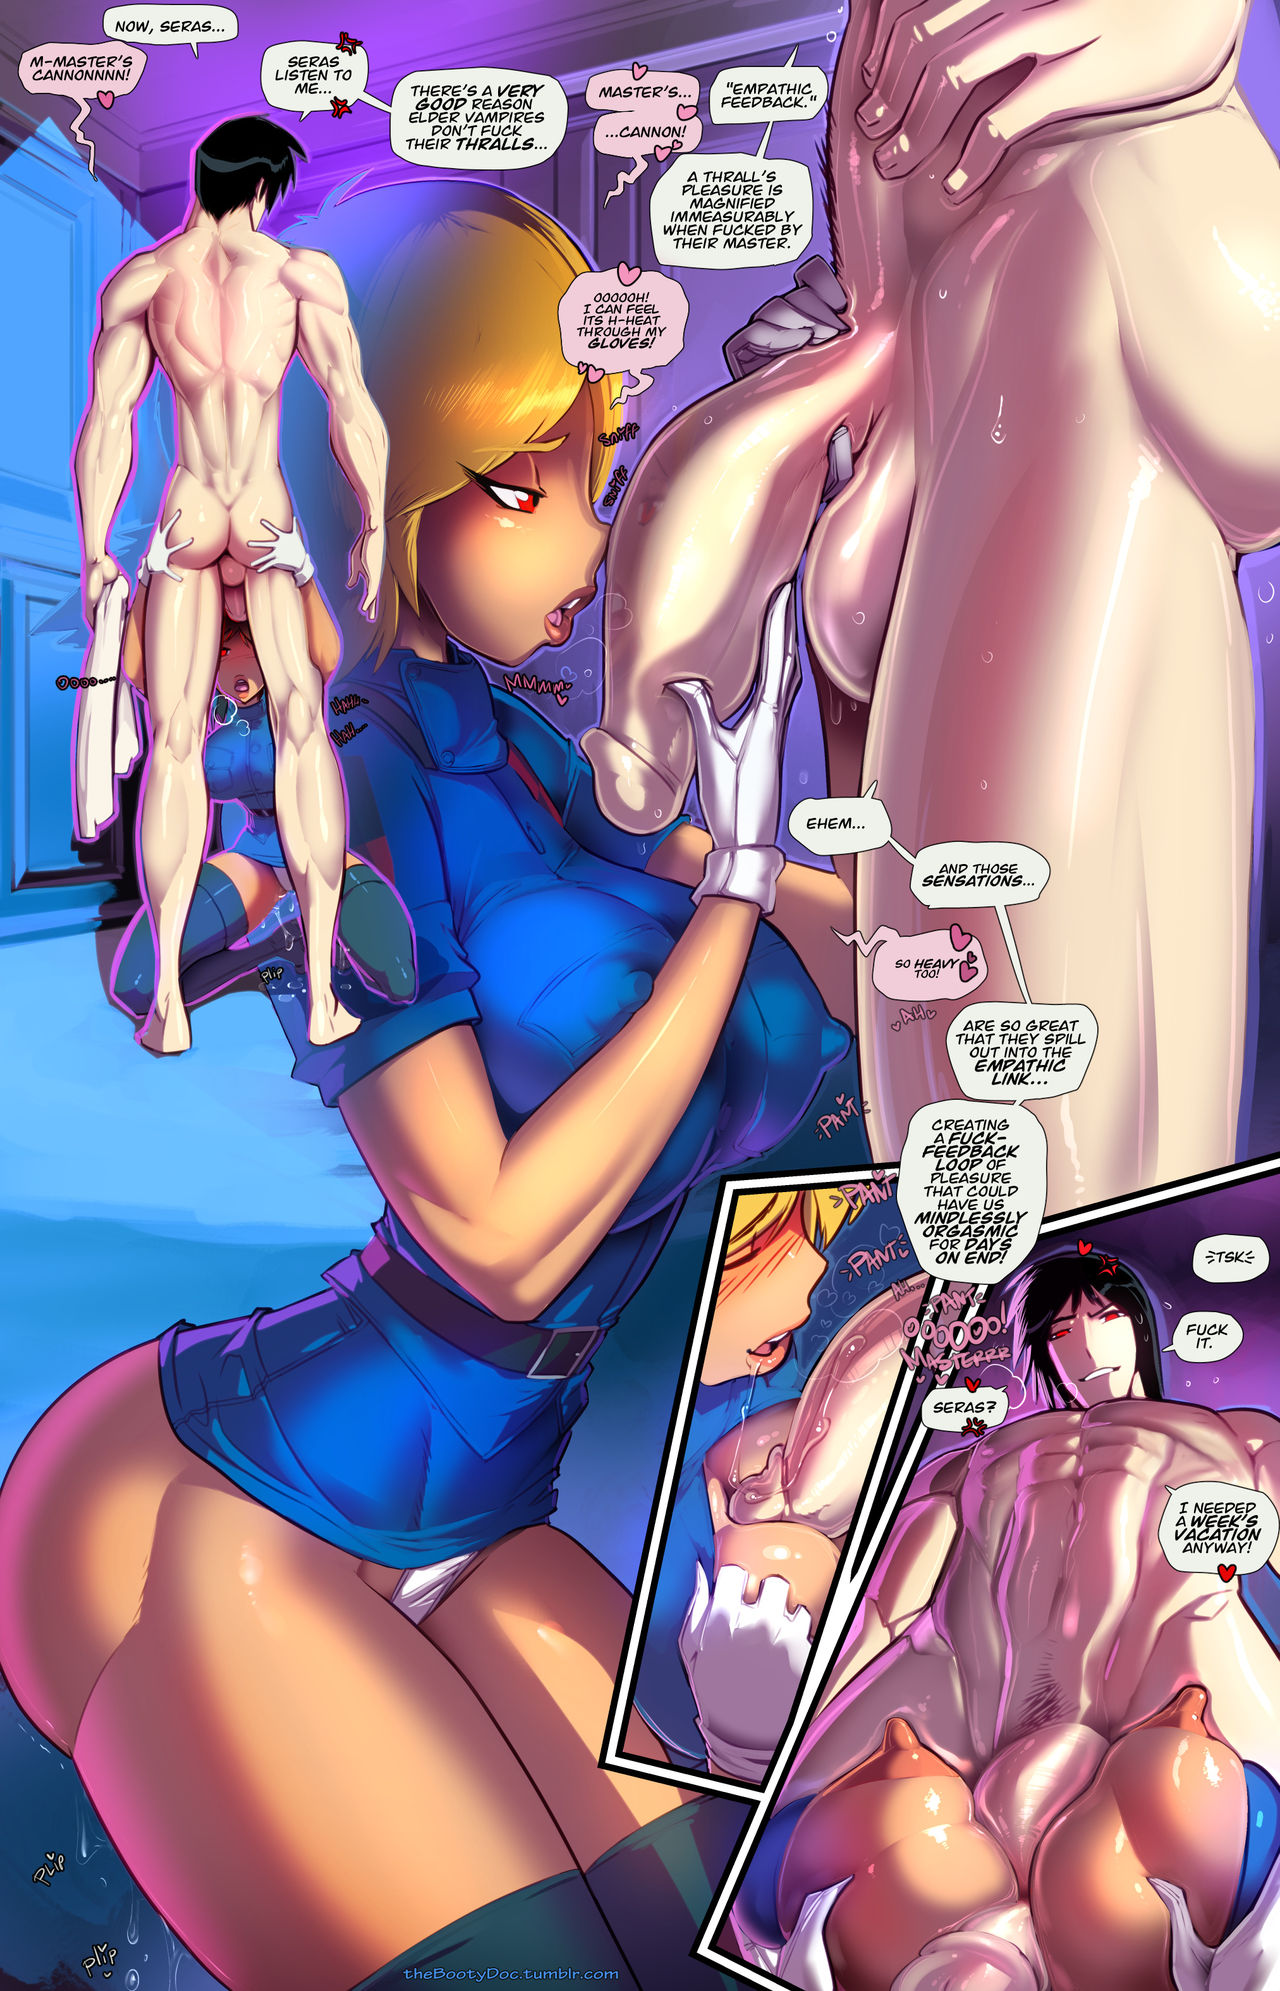 NOW, SERAS...
M-MASTER'S
CANNONNNN!
SERAS
LISTEN TO
ME...
THERE'S A VERY
GOOD REASON
ELDER VAMPIRES
DON'T FUCK
THEIR THRALLS...
MASTER'S...
...CANNON!
"EMPATHIC
FEEDBACK."
A THRALL'S
PLEASURE IS
MAGNIFIED
IMMEASURABLY
WHEN FUCKED BY
THEIR MASTER.
OOOOOH!
I CAN FEEL
ITS H-HEAT
THROUGH MY
GLOVES!
SNIFF
SNIFF
MMMM
OOOO....
HAHH..
HAH....
PLIP
EHEM...
AND THOSE
SENSATIONS...
SO HEAVY
TOO!
AH
ARE SO GREAT
THAT THEY SPILL
OUT INTO THE
EMPATHIC
LINK...
PANT
CREATING
A FUCK-
FEEDBACK
LOOP OF
PLEASURE
THAT COULD
HAVE US
MINDLESSLY
ORGASMIC
FOR DAYS
ON END!
PANT
PANT
AH...
PANT
OOOOOO!
MASTERRR
TSK
FUCK
IT.
SERAS?
I NEEDED
A WEEK'S
VACATION
ANYWAY!
PLIP
PLIP
theBootyDoc.tumblr.com